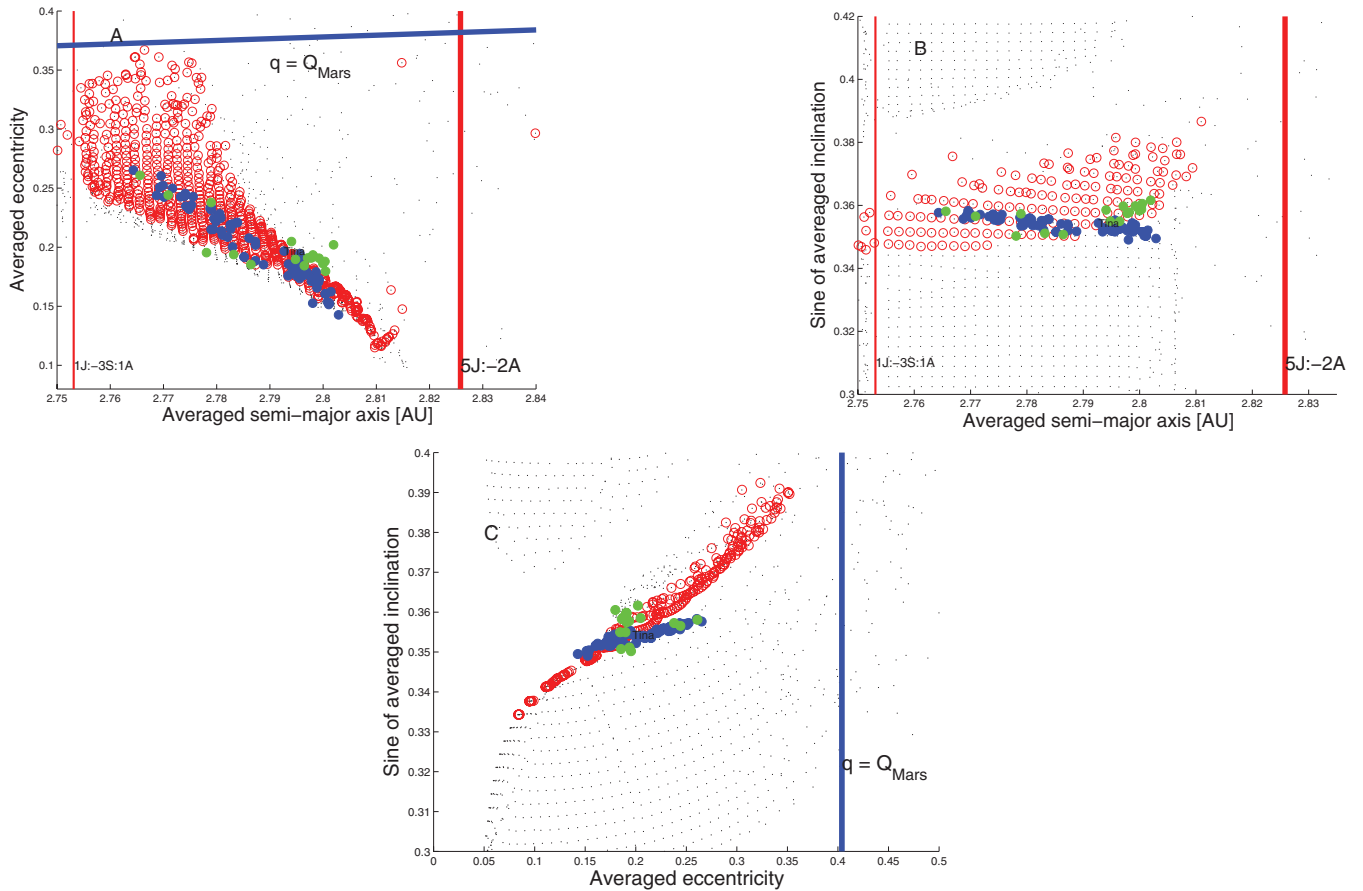 Averaged eccentricity
0.4
0.35
0.3
0.25
0.2
0.15
0.1
A
q = Q_Mars
1J:−3S:1A
5J:−2A
2.75 2.76 2.77 2.78 2.79 2.8 2.81 2.82 2.83 2.84
Averaged semi−major axis [AU]
Sine of avereaged inclination
0.42
0.4
0.38
0.36
0.34
0.32
0.3
B
Tina
1J:−3S:1A
5J:−2A
2.75 2.76 2.77 2.78 2.79 2.8 2.81 2.82 2.83
Averaged semi−major axis [AU]
Sine of averaged inclination
0.4
0.39
0.38
0.37
0.36
0.35
0.34
0.33
0.32
0.31
0.3
C
Tina
q = Q_Mars
0 0.05 0.1 0.15 0.2 0.25 0.3 0.35 0.4 0.45 0.5
Averaged eccentricity